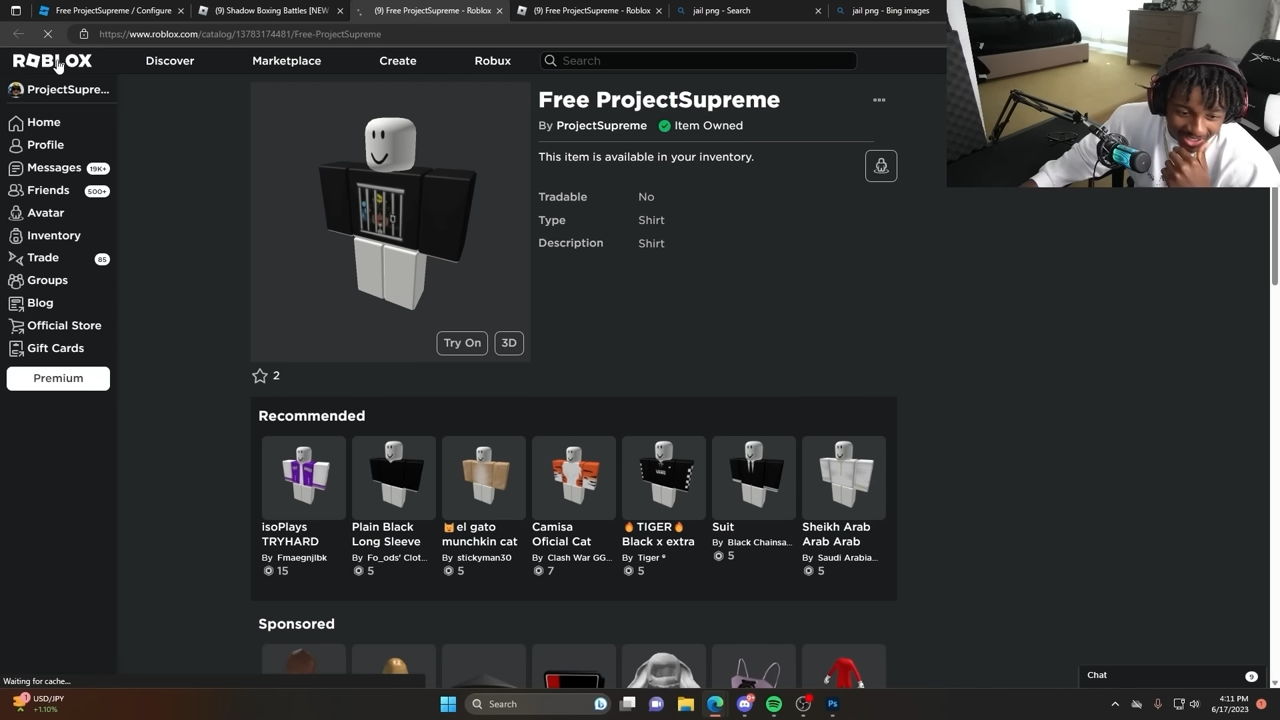 Free ProjectSupreme / Configure
(9) Shadow Boxing Battles [NEW
(9) Free ProjectSupreme - Roblox
(9) Free ProjectSupreme - Roblox
jail png - Search
jail png - Bing images
https://www.roblox.com/catalog/13783174481/Free-ProjectSupreme
ROBLOX
Discover
Marketplace
Create
Robux
Search
ProjectSupre...
Home
Profile
Messages 19K+
Friends 500+
Avatar
Inventory
Trade 85
Groups
Blog
Official Store
Gift Cards
Premium
Free ProjectSupreme
By ProjectSupreme Item Owned
This item is available in your inventory.
Tradable No
Type Shirt
Description Shirt
Try On
3D
2
Recommended
isoPlays TRYHARD
By Fmaegnjlbk
15
Plain Black Long Sleeve
By Fo_ods' Clot...
5
el gato munchkin cat
By stickyman30
5
Camisa Oficial Cat
By Clash War GG...
7
TIGER Black x extra
By Tiger ®
5
Suit
By Black Chainsa...
5
Sheikh Arab Arab Arab
By Saudi Arabia...
5
Sponsored
Waiting for cache...
Chat 9
USD/JPY
+1.10%
Search
4:11 PM
6/17/2023